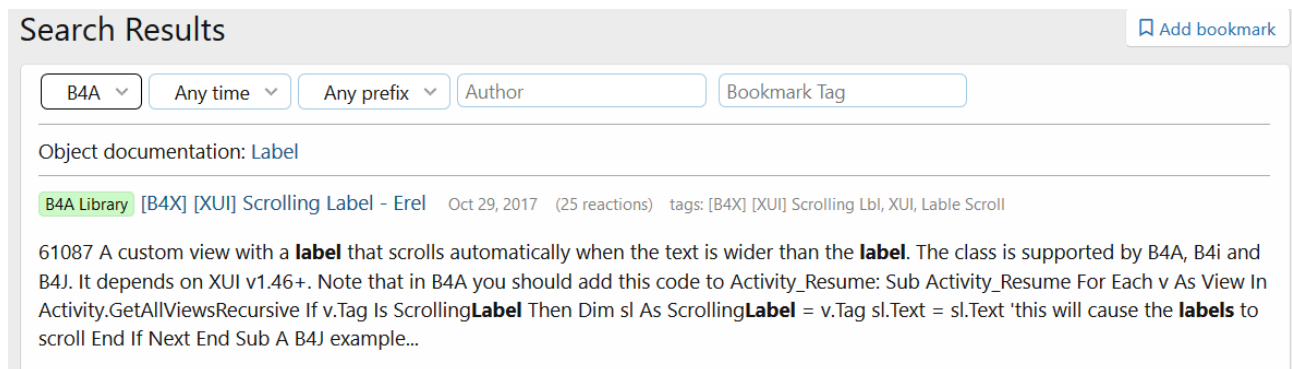 Search Results
Add bookmark
B4A Any time Any prefix Author Bookmark Tag
Object documentation: Label
B4A Library [B4X] [XUI] Scrolling Label - Erel Oct 29, 2017 (25 reactions) tags: [B4X] [XUI] Scrolling Lbl, XUI, Lable Scroll
61087 A custom view with a label that scrolls automatically when the text is wider than the label. The class is supported by B4A, B4i and
B4J. It depends on XUI v1.46+. Note that in B4A you should add this code to Activity_Resume: Sub Activity_Resume For Each v As View In
Activity.GetAllViewsRecursive If v.Tag Is ScrollingLabel Then Dim sl As ScrollingLabel = v.Tag sl.Text = sl.Text 'this will cause the labels to
scroll End If Next End Sub A B4J example...